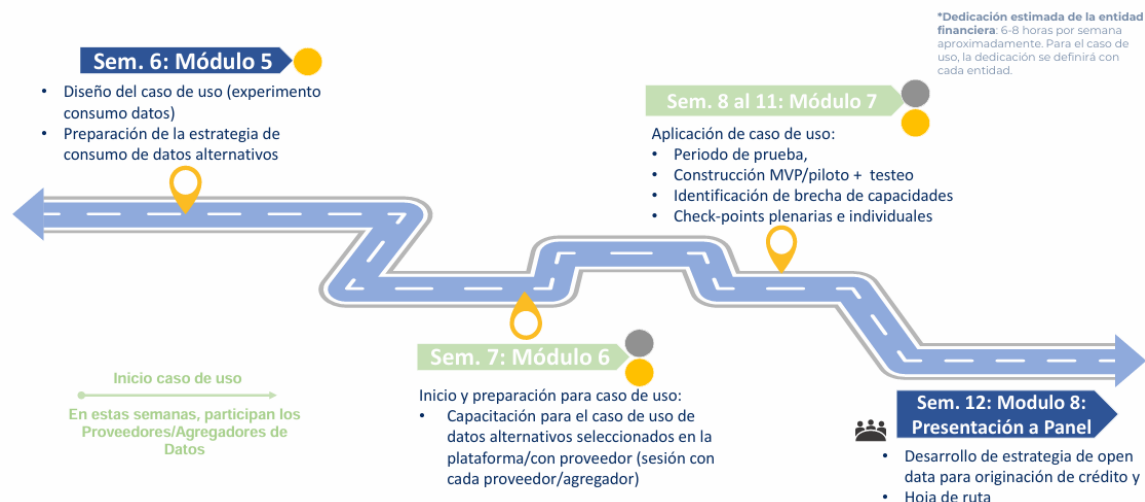 *Dedicación estimada de la entidad
financiera: 6-8 horas por semana
aproximadamente. Para el caso de
uso, la dedicación se definirá con
cada entidad.
Sem. 6: Módulo 5
• Diseño del caso de uso (experimento
consumo datos)
• Preparación de la estrategia de
consumo de datos alternativos
Sem. 8 al 11: Módulo 7
Aplicación de caso de uso:
• Periodo de prueba,
• Construcción MVP/piloto + testeo
• Identificación de brecha de capacidades
• Check-points plenarias e individuales
Sem. 7: Módulo 6
Inicio y preparación para caso de uso:
• Capacitación para el caso de uso de
datos alternativos seleccionados en la
plataforma/con proveedor (sesión con
cada proveedor/agregador)
Inicio caso de uso
En estas semanas, participan los
Proveedores/Agregadores de
Datos
Sem. 12: Modulo 8:
Presentación a Panel
• Desarrollo de estrategia de open
data para originación de crédito y
• Hoja de ruta